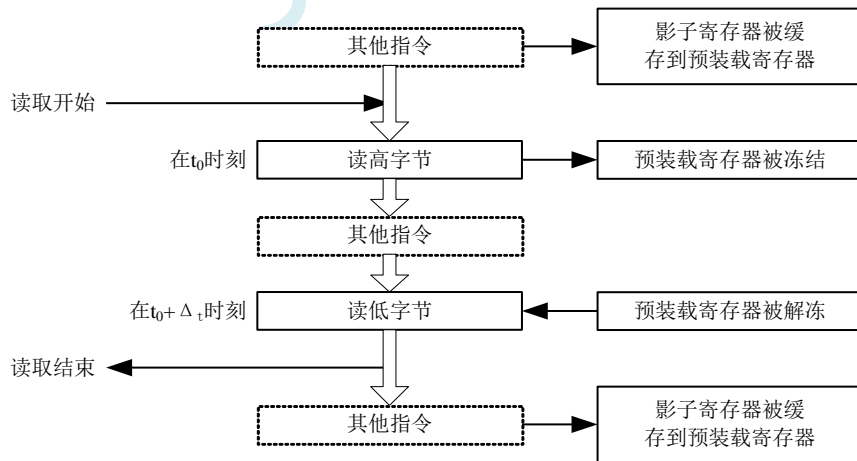 其他指令
影子寄存器被缓
存到预装载寄存器
读取开始
在t₀时刻
读高字节
预装载寄存器被冻结
其他指令
在t₀+Δₜ时刻
读低字节
预装载寄存器被解冻
读取结束
其他指令
影子寄存器被缓
存到预装载寄存器